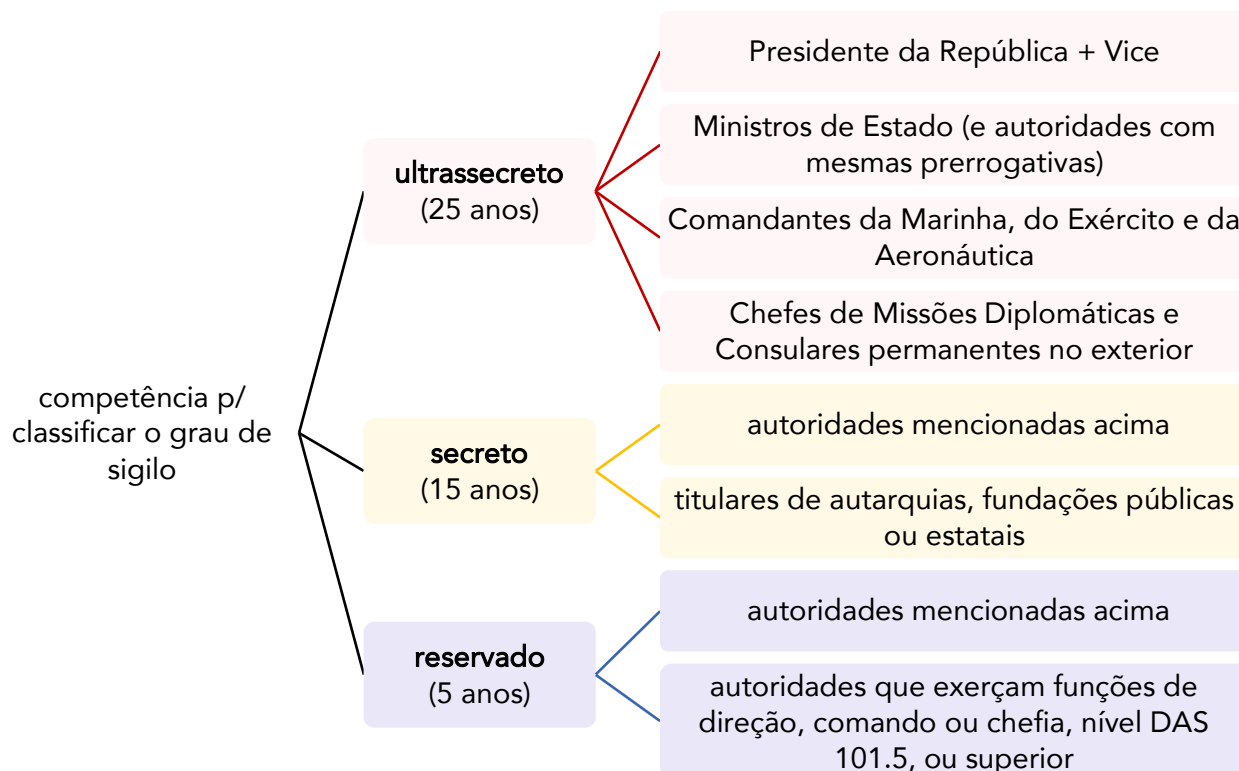 competência p/
classificar o grau de
sigilo
ultrassecreto
(25 anos)
Presidente da República + Vice
Ministros de Estado (e autoridades com
mesmas prerrogativas)
Comandantes da Marinha, do Exército e da
Aeronáutica
Chefes de Missões Diplomáticas e
Consulares permanentes no exterior
secreto
(15 anos)
autoridades mencionadas acima
titulares de autarquias, fundações públicas
ou estatais
reservado
(5 anos)
autoridades mencionadas acima
autoridades que exerçam funções de
direção, comando ou chefia, nível DAS
101.5, ou superior